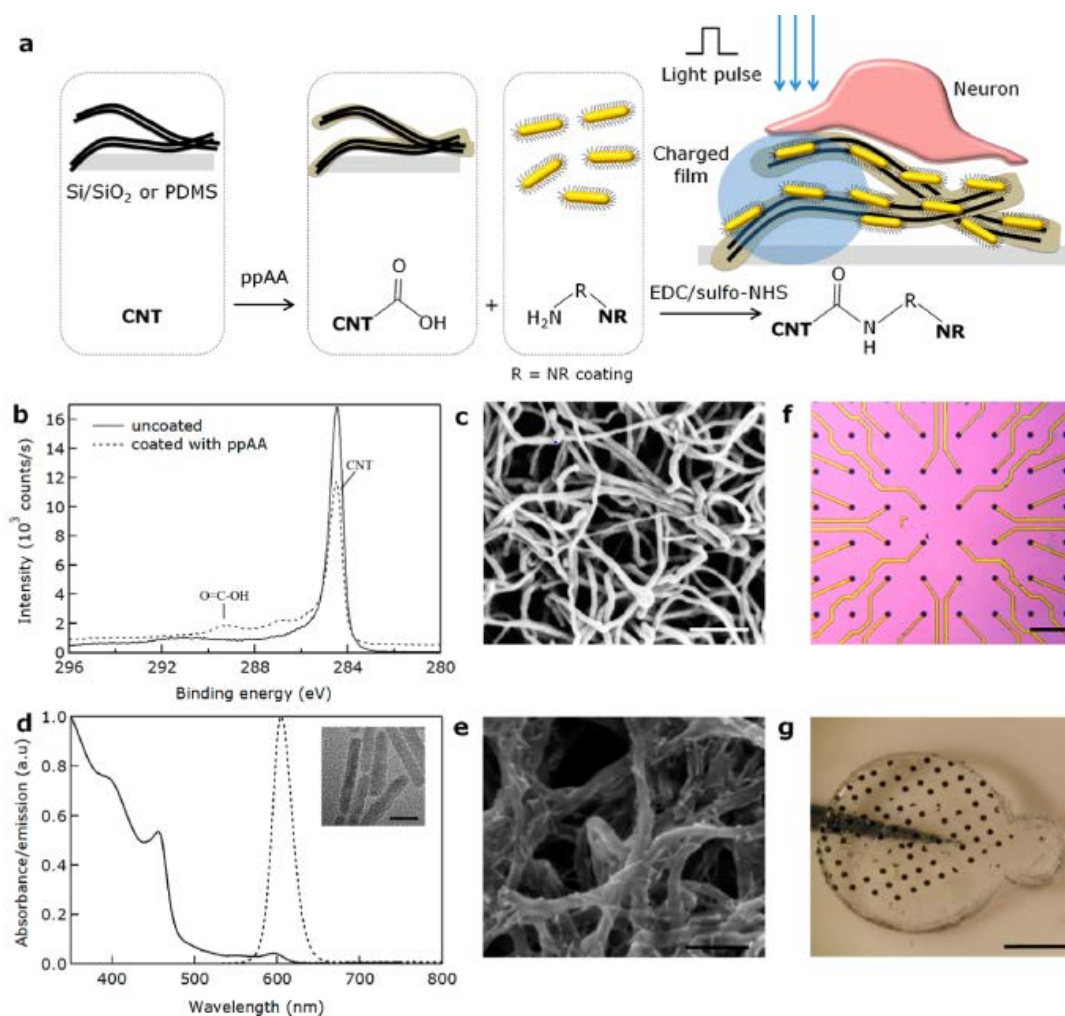 a
Light pulse
Neuron
Charged
film
Si/SiO₂ or PDMS
ppAA
EDC/sulfo-NHS
CNT
O
CNT
OH
+
R
H₂N
NR
O
R
CNT
N
H
NR
R = NR coating
b
uncoated
coated with ppAA
CNT
O=C-OH
Intensity (10³ counts/s)
16
14
12
10
8
6
4
2
0
296
292
288
284
280
Binding energy (eV)
c
f
d
Absorbance/emission (a.u)
1.0
0.8
0.6
0.4
0.2
0.0
400
500
600
700
800
Wavelength (nm)
e
g